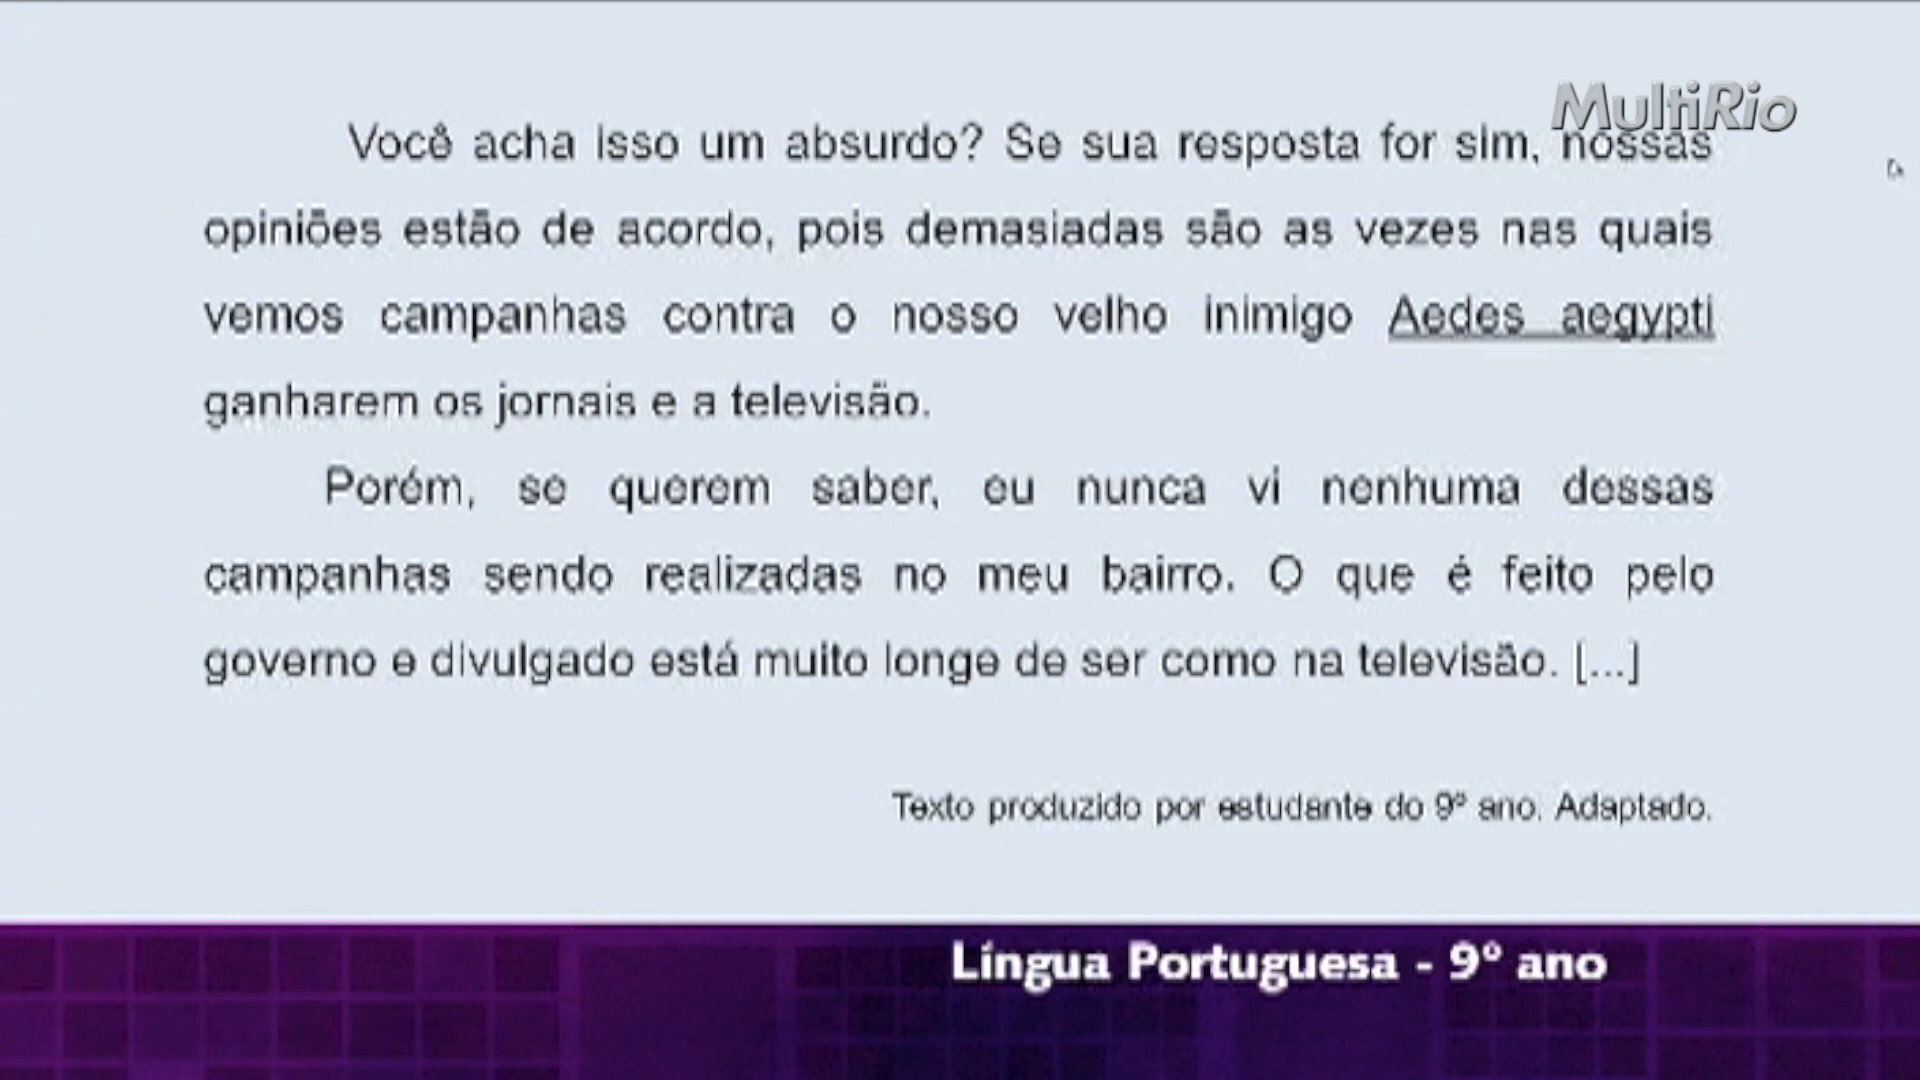 MultiRio
Você acha isso um absurdo? Se sua resposta for sim, nossas
opiniões estão de acordo, pois demasiadas são as vezes nas quais
vemos campanhas contra o nosso velho inimigo Aedes aegypti
ganharem os jornais e a televisão.
Porém, se querem saber, eu nunca vi nenhuma dessas
campanhas sendo realizadas no meu bairro. O que é feito pelo
governo e divulgado está muito longe de ser como na televisão. [...]
Texto produzido por estudante do 9º ano. Adaptado.
Língua Portuguesa - 9º ano